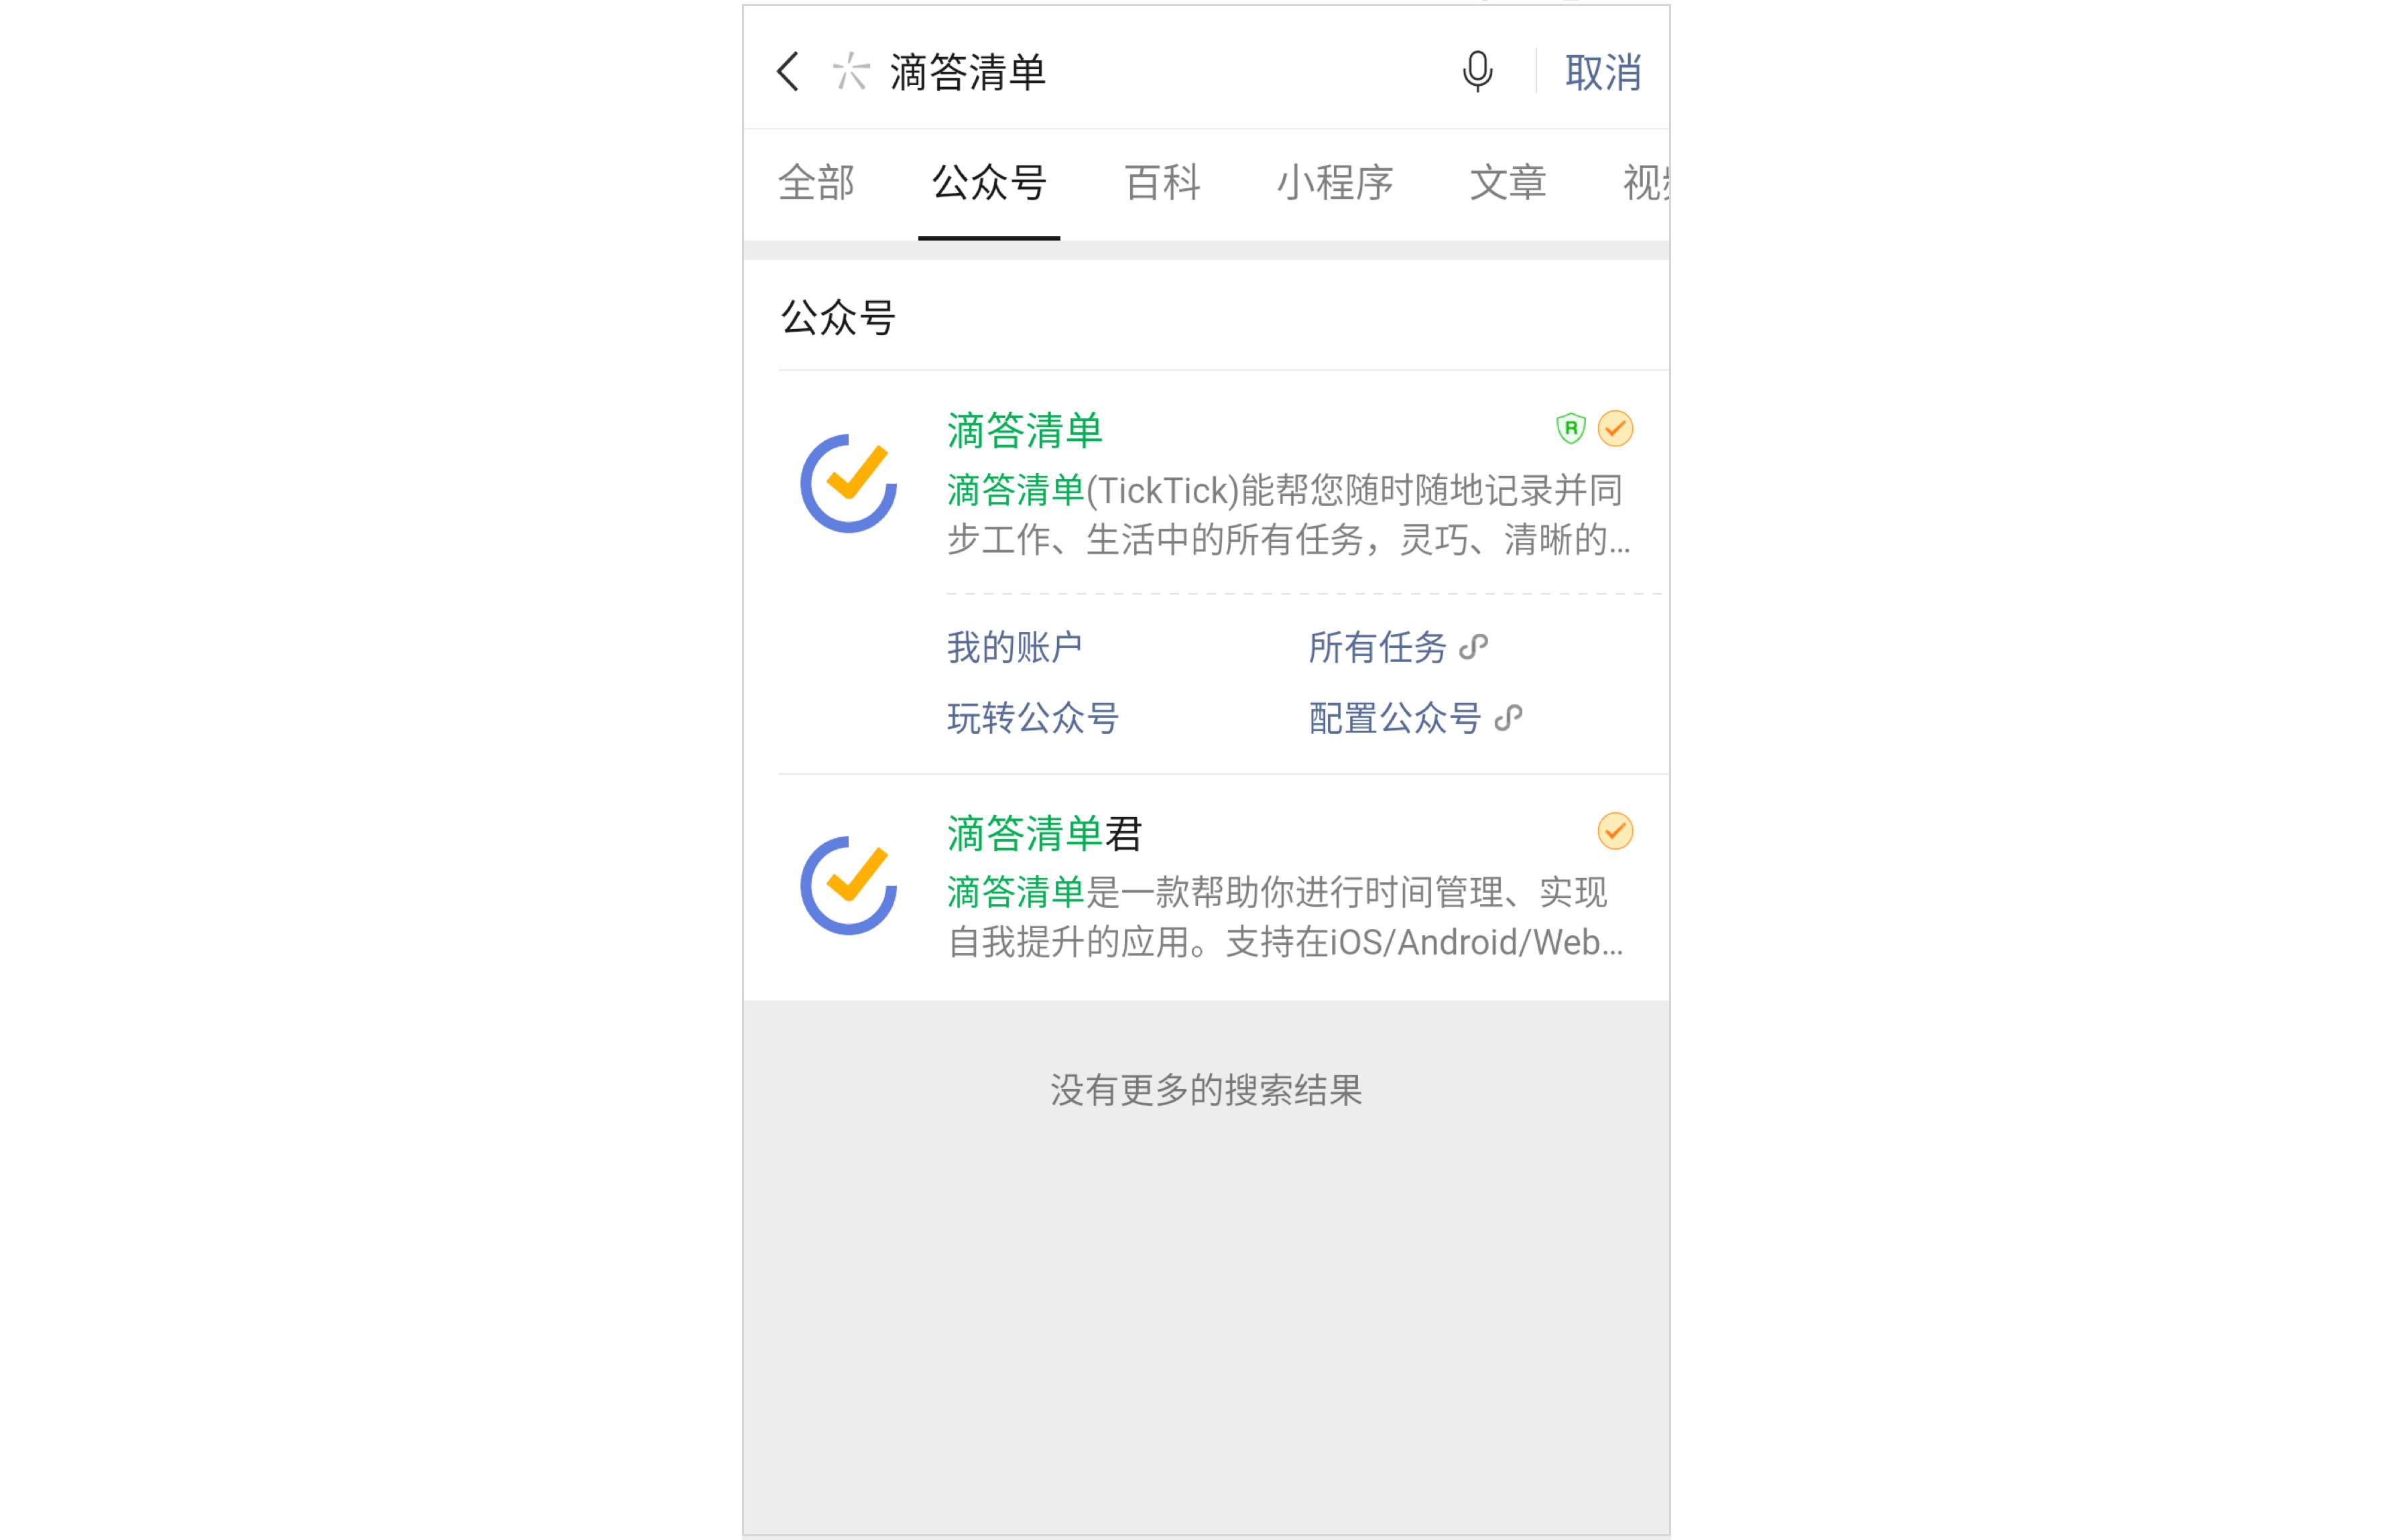 滴答清单 取消
全部 公众号 百科 小程序 文章 视
公众号
滴答清单
滴答清单(TickTick)能帮您随时随地记录并同
步工作、生活中的所有任务，灵巧、清晰的...
我的账户 所有任务
玩转公众号 配置公众号
滴答清单君
滴答清单是一款帮助你进行时间管理、实现
自我提升的应用。支持在iOS/Android/Web...
没有更多的搜索结果